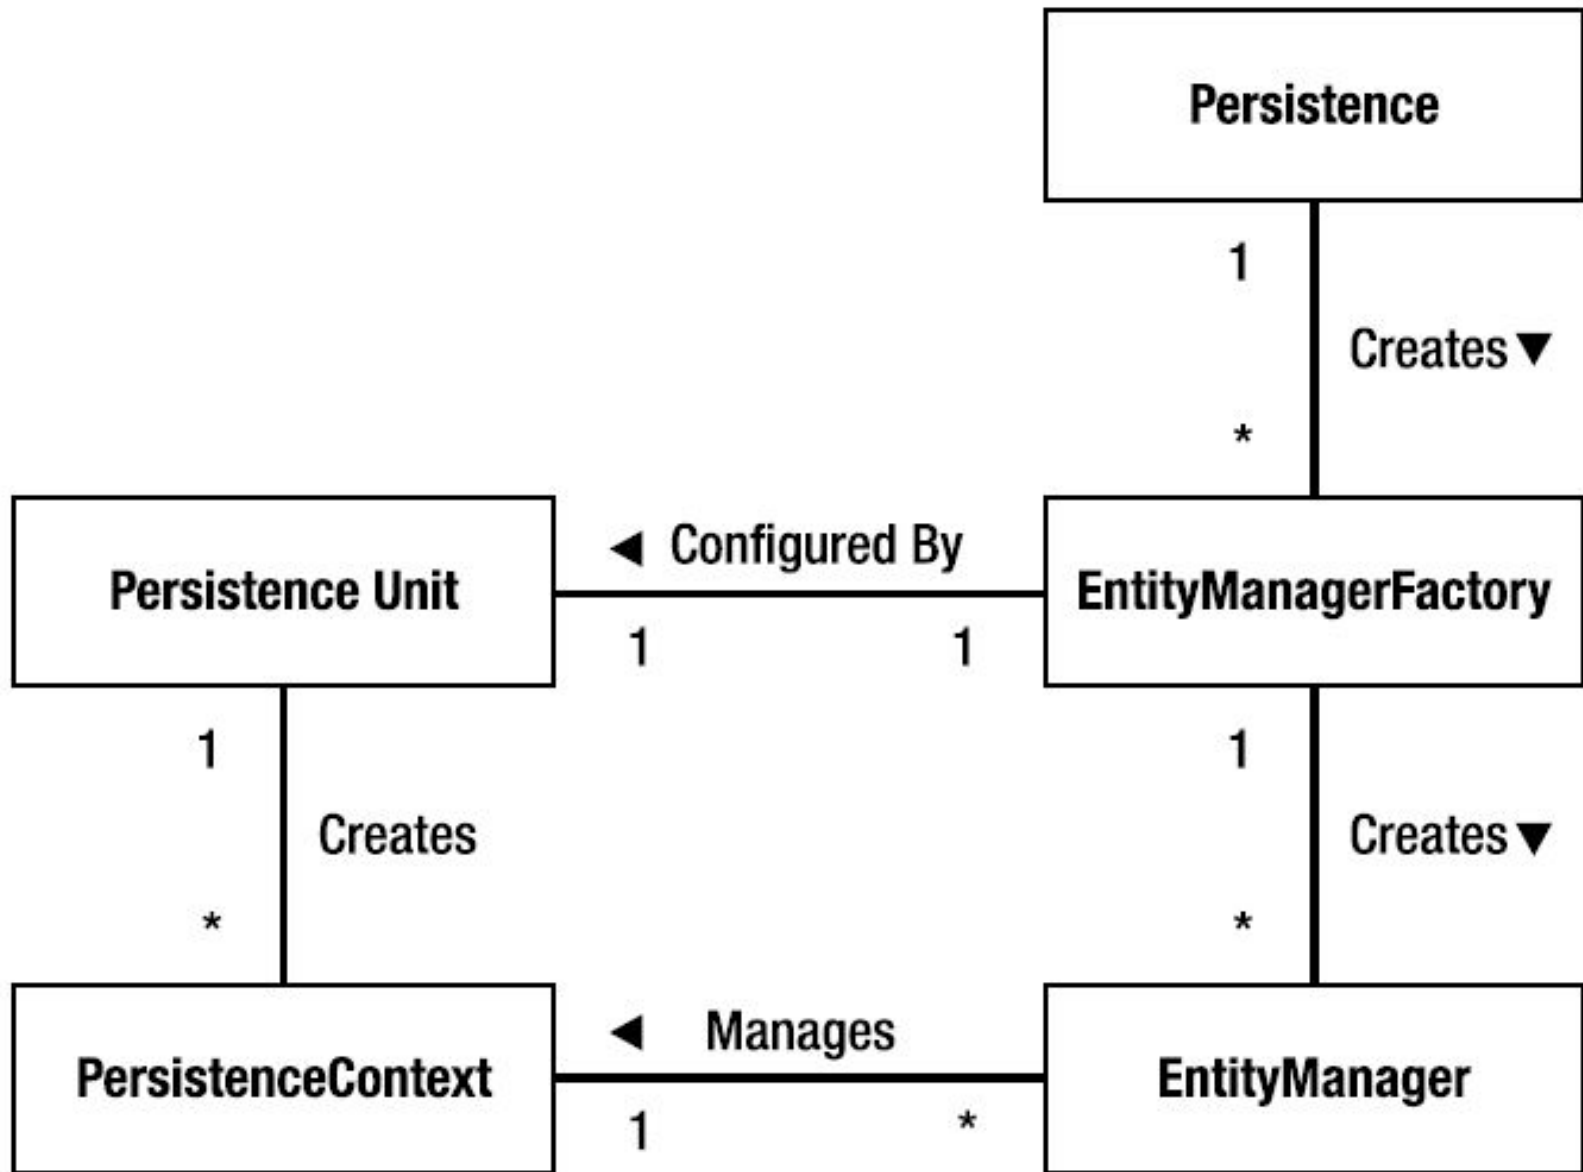 Persistence
1
Creates ▼
*
Persistence Unit
◄ Configured By
EntityManagerFactory
1 1
1 1
Creates
Creates ▼
* *
PersistenceContext
◄ Manages
EntityManager
1 *